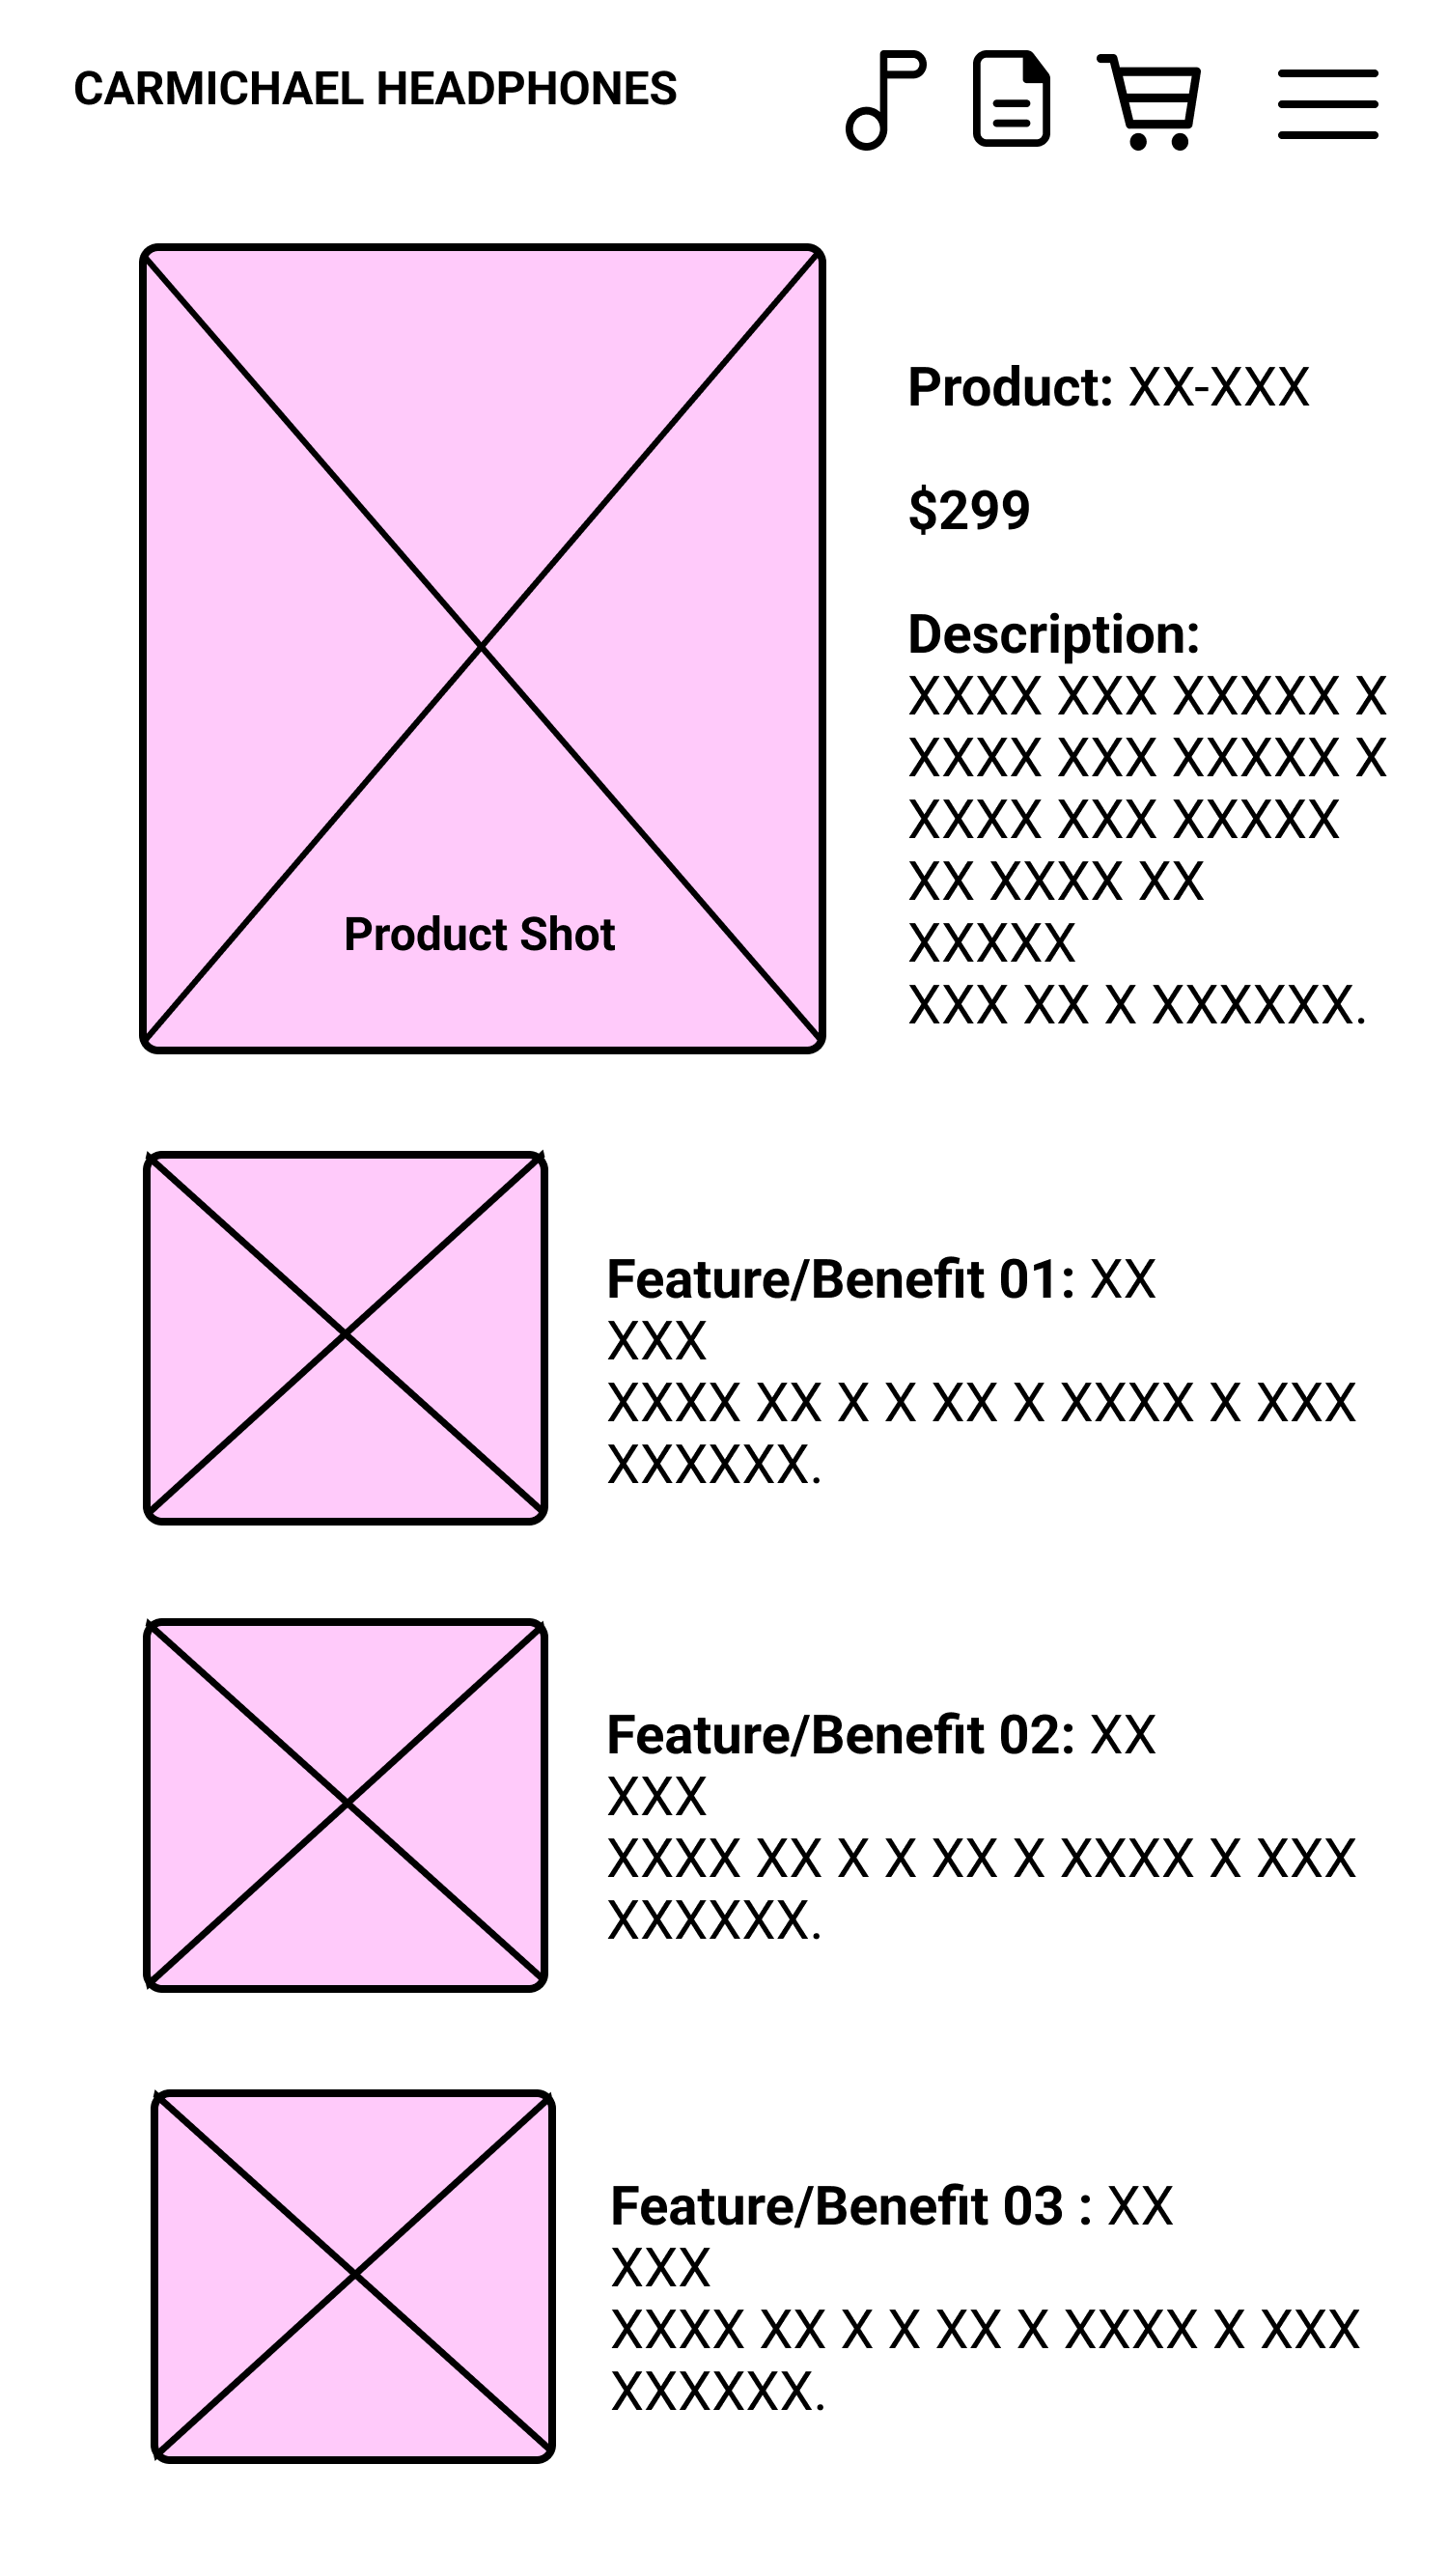 CARMICHAEL HEADPHONES
Product: XX-XXX
$299
Description:
XXXX XXX XXXXX X
XXXX XXX XXXXX X
XXXX XXX XXXXX
XX XXXX XX
XXXXX
XXX XX X XXXXXX.
Product Shot
Feature/Benefit 01: XX
XXX
XXXX XX X X XX X XXXX X XXX
XXXXXX.
Feature/Benefit 02: XX
XXX
XXXX XX X X XX X XXXX X XXX
XXXXXX.
Feature/Benefit 03 : XX
XXX
XXXX XX X X XX X XXXX X XXX
XXXXXX.